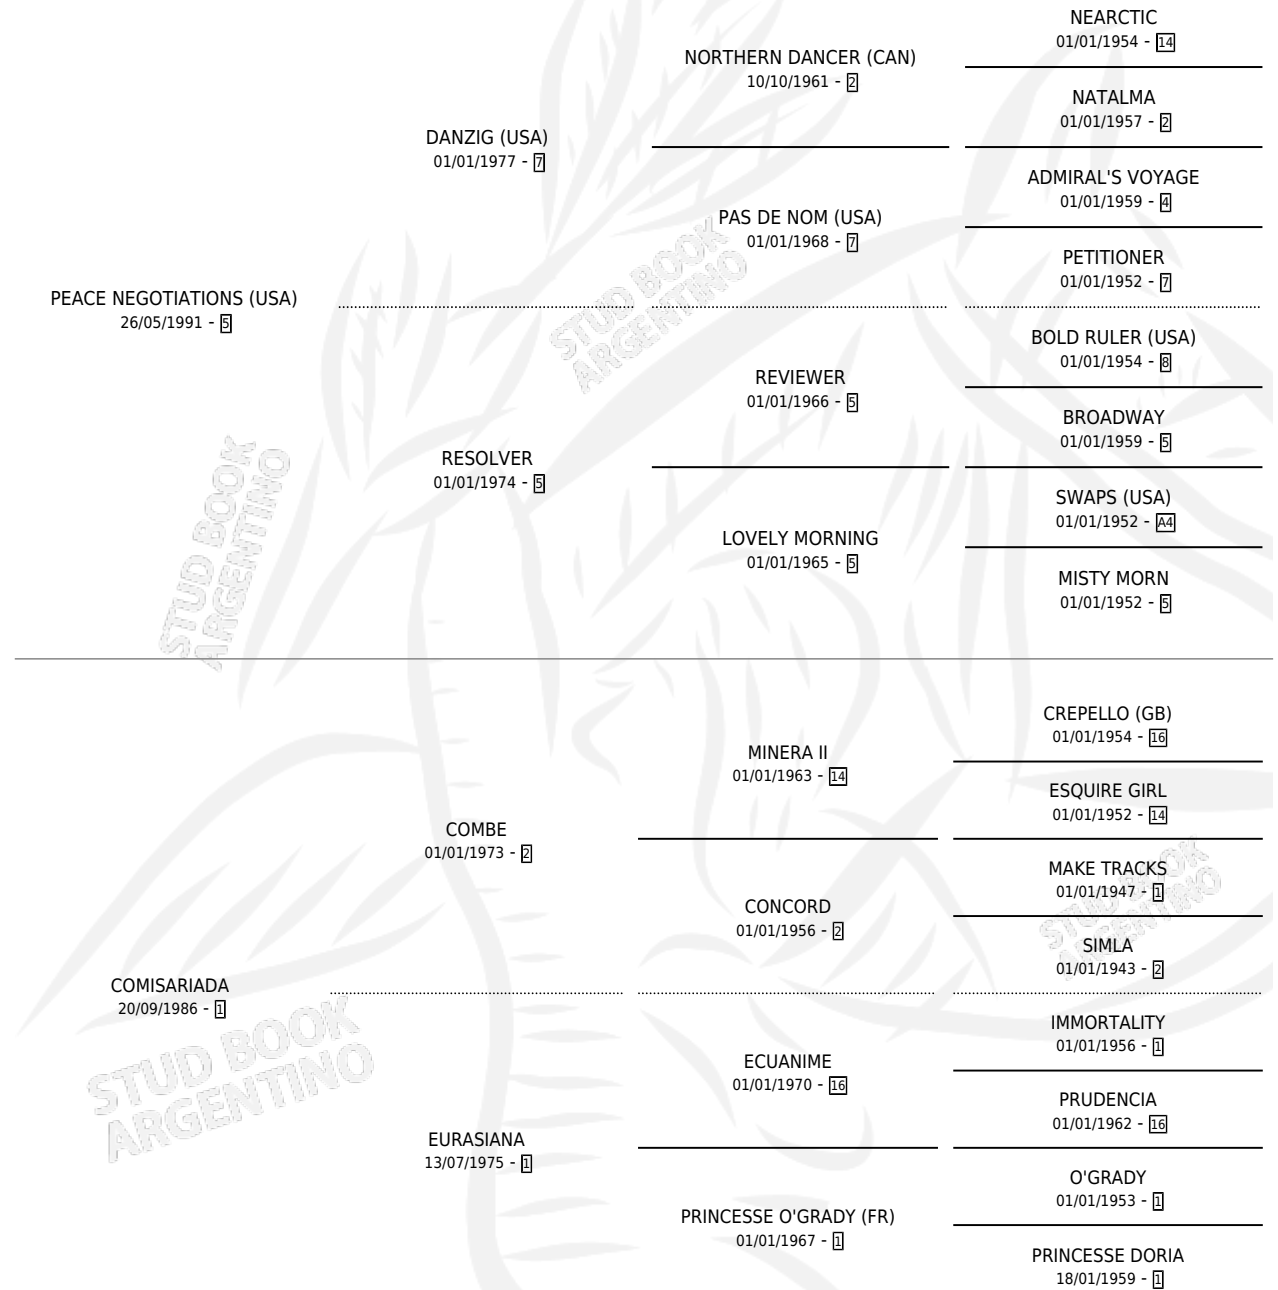 NEARCTIC
01/01/1954 - 14
NORTHERN DANCER (CAN)
10/10/1961 - 2
NATALMA
01/01/1957 - 2
DANZIG (USA)
01/01/1977 - 7
ADMIRAL'S VOYAGE
01/01/1959 - 4
PAS DE NOM (USA)
01/01/1968 - 7
PETITIONER
01/01/1952 - 7
PEACE NEGOTIATIONS (USA)
26/05/1991 - 5
BOLD RULER (USA)
01/01/1954 - 8
REVIEWER
01/01/1966 - 5
BROADWAY
01/01/1959 - 5
RESOLVER
01/01/1974 - 5
SWAPS (USA)
01/01/1952 - A4
LOVELY MORNING
01/01/1965 - 5
MISTY MORN
01/01/1952 - 5
CREPELLO (GB)
01/01/1954 - 16
MINERA II
01/01/1963 - 14
ESQUIRE GIRL
01/01/1952 - 14
COMBE
01/01/1973 - 2
MAKE TRACKS
01/01/1947 - 1
CONCORD
01/01/1956 - 2
SIMLA
01/01/1943 - 2
COMISARIADA
20/09/1986 - 1
IMMORTALITY
01/01/1956 - 1
ECUANIME
01/01/1970 - 16
PRUDENCIA
01/01/1962 - 16
EURASIANA
13/07/1975 - 1
O'GRADY
01/01/1953 - 1
PRINCESSE O'GRADY (FR)
01/01/1967 - 1
PRINCESSE DORIA
18/01/1959 - 1
STUD BOOK
ARGENTINO
STUD BOOK
ARGENTINO
STUD BOOK
ARGENTINO
STUD BOOK
ARGENTINO